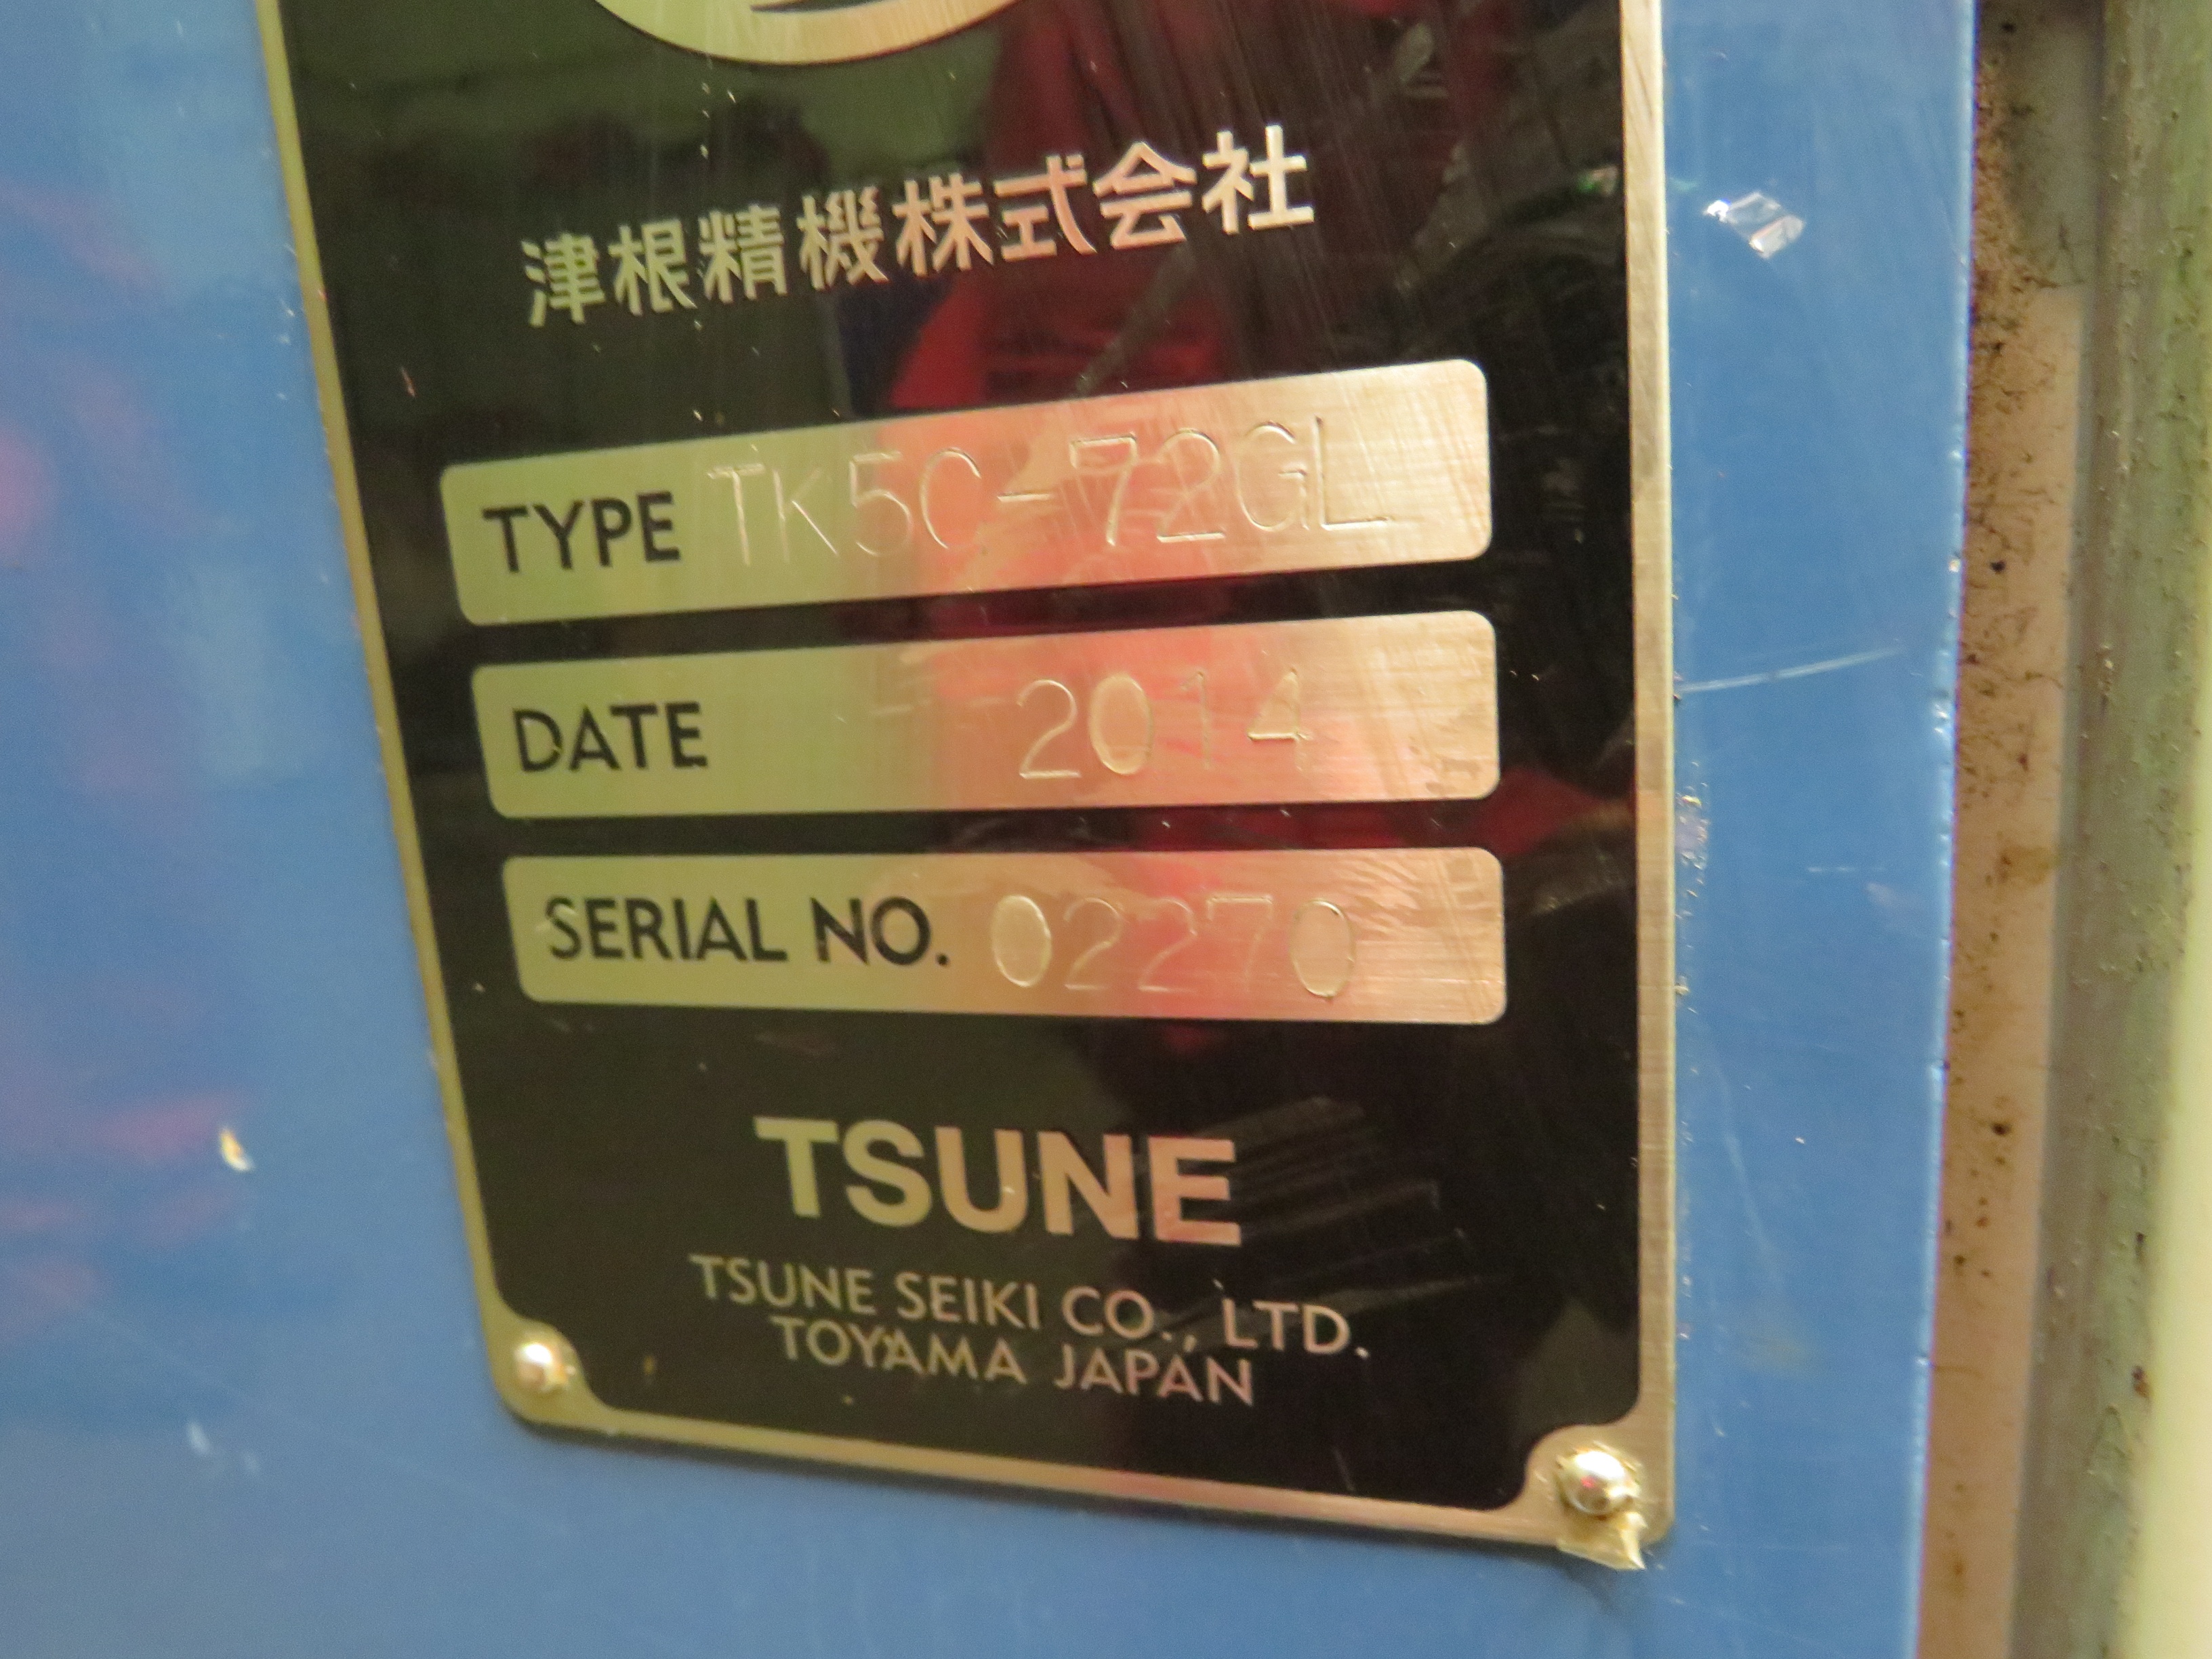 津根精機株式会社
TYPE TK5C-72GL
DATE 2014
SERIAL NO. 02270
TSUNE
TSUNE SEIKI CO., LTD.
TOYAMA JAPAN